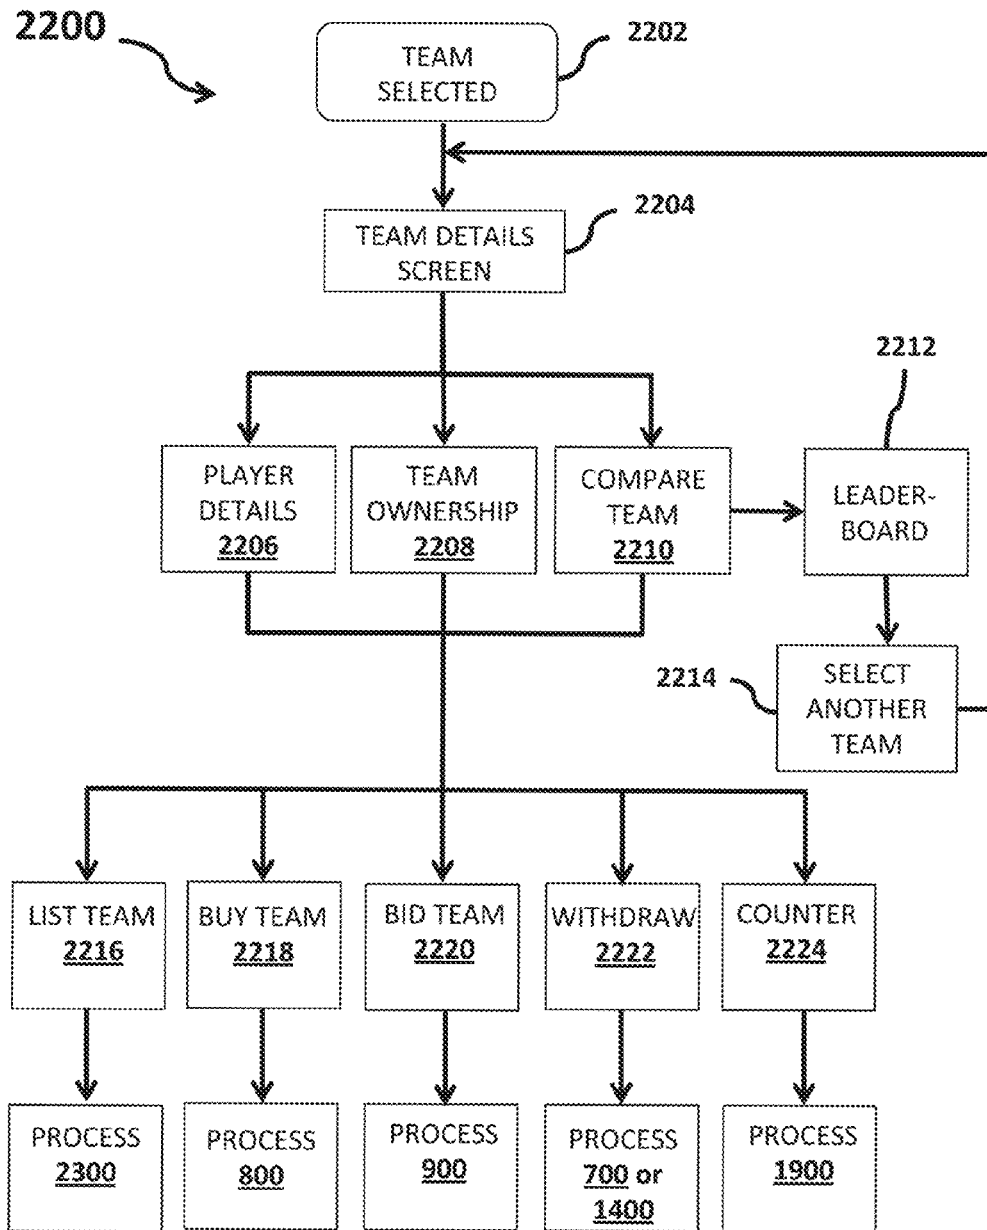 2200
TEAM
SELECTED
2202
TEAM DETAILS
SCREEN
2204
PLAYER
DETAILS
2206
TEAM
OWNERSHIP
2208
COMPARE
TEAM
2210
2212
LEADER-
BOARD
2214
SELECT
ANOTHER
TEAM
LIST TEAM
2216
BUY TEAM
2218
BID TEAM
2220
WITHDRAW
2222
COUNTER
2224
PROCESS
2300
PROCESS
800
PROCESS
900
PROCESS
700 or
1400
PROCESS
1900